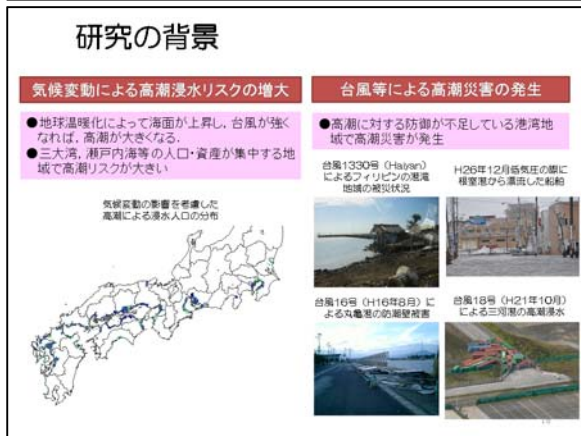 研究の背景
気候変動による高潮浸水リスクの増大
●地球温暖化によって海面が上昇し，台風が強く
なれば，高潮が大きくなる．
●三大湾，瀬戸内海等の人口・資産が集中する地
域で高潮リスクが大きい
気候変動の影響を考慮した
高潮による浸水人口の分布
台風等による高潮災害の発生
●高潮に対する防御が不足している港湾地
域で高潮災害が発生
台風1330号（Haiyan）
によるフィリピンの港湾
地域の被災状況
H26年12月低気圧の際に
根室港から漂流した船舶
台風16号（H16年8月）に
よる丸亀港の防潮壁被害
台風18号（H21年10月）
による三河港の高潮浸水